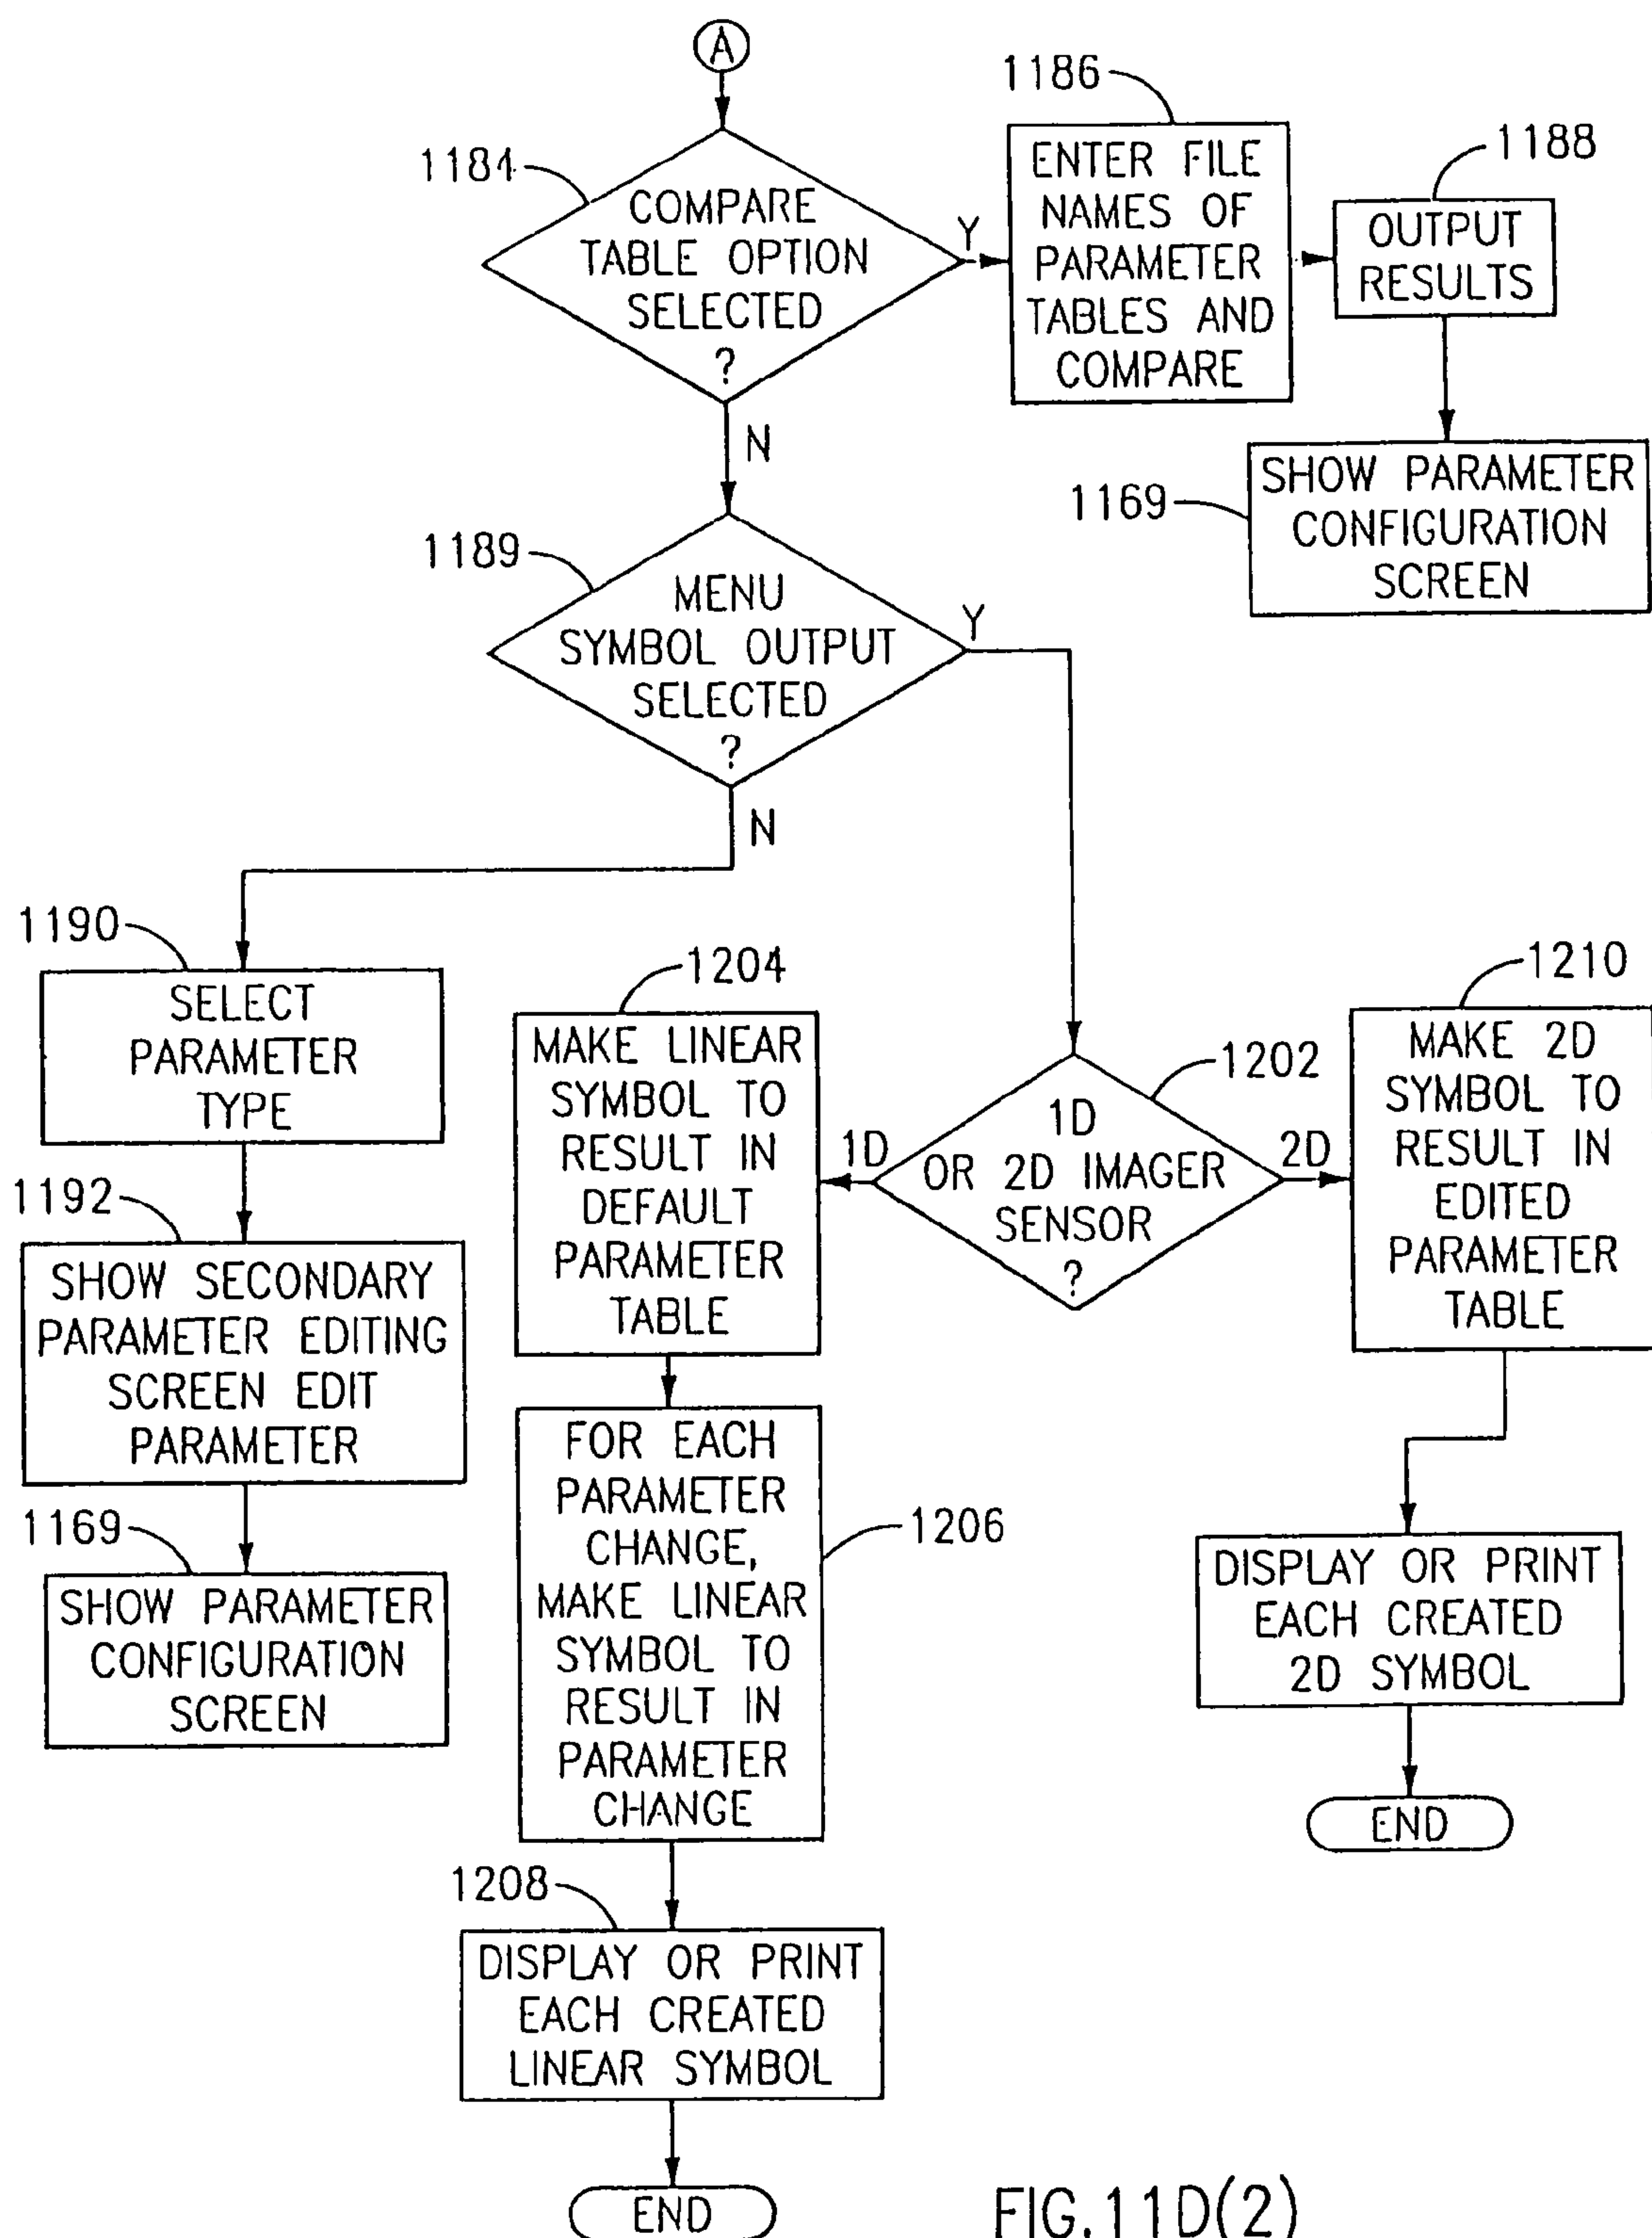 A
1184
COMPARE
TABLE OPTION
SELECTED
?
Y
N
1186
ENTER FILE
NAMES OF
PARAMETER
TABLES AND
COMPARE
1188
OUTPUT
RESULTS
1169
SHOW PARAMETER
CONFIGURATION
SCREEN
1189
MENU
SYMBOL OUTPUT
SELECTED
?
Y
N
1190
SELECT
PARAMETER
TYPE
1192
SHOW SECONDARY
PARAMETER EDITING
SCREEN EDIT
PARAMETER
1169
SHOW PARAMETER
CONFIGURATION
SCREEN
1202
1D
OR 2D IMAGER
SENSOR
?
1D
2D
1204
MAKE LINEAR
SYMBOL TO
RESULT IN
DEFAULT
PARAMETER
TABLE
1206
FOR EACH
PARAMETER
CHANGE,
MAKE LINEAR
SYMBOL TO
RESULT IN
PARAMETER
CHANGE
1208
DISPLAY OR PRINT
EACH CREATED
LINEAR SYMBOL
END
1210
MAKE 2D
SYMBOL TO
RESULT IN
EDITED
PARAMETER
TABLE
DISPLAY OR PRINT
EACH CREATED
2D SYMBOL
END
FIG.11D(2)